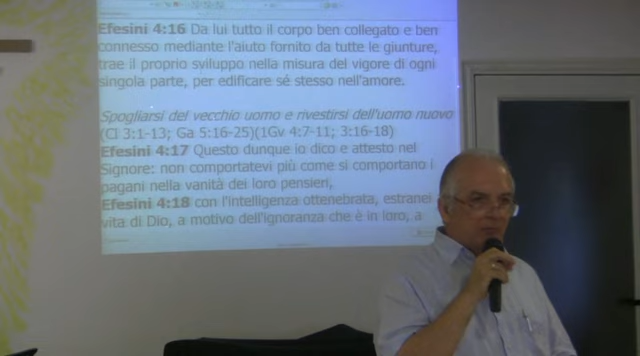 Efesini 4:16 Da lui tutto il corpo ben collegato e ben
connesso mediante l'aiuto fornito da tutte le giunture,
trae il proprio sviluppo nella misura del vigore di ogni
singola parte, per edificare sé stesso nell'amore.
Spogliarsi del vecchio uomo e rivestirsi dell'uomo nuovo
(Cl 3:1-13; Ga 5:16-25)(1Gv 4:7-11; 3:16-18)
Efesini 4:17 Questo dunque io dico e attesto nel
Signore: non comportatevi più come si comportano i
pagani nella vanità dei loro pensieri,
Efesini 4:18 con l'intelligenza ottenebrata, estranei
vita di Dio, a motivo dell'ignoranza che è in loro, a